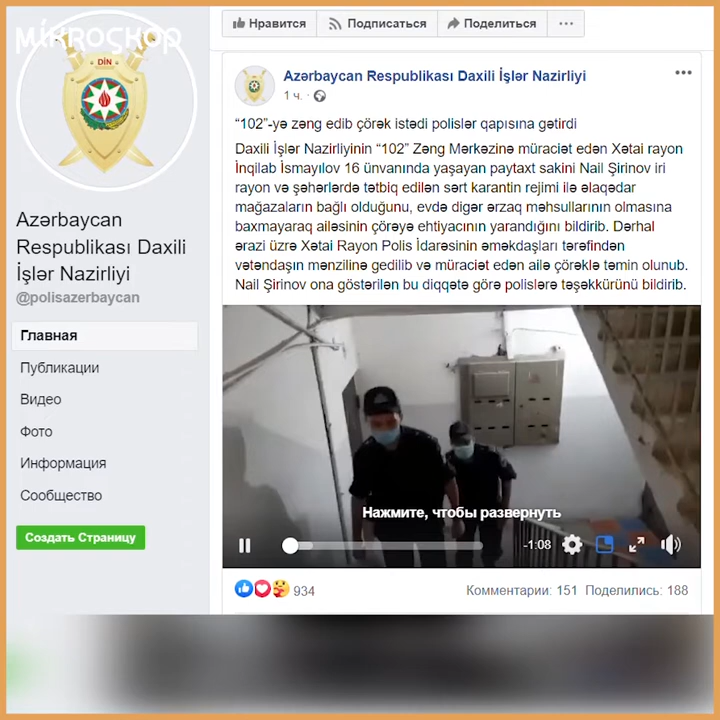 MİKROSKOP
DİN
Azərbaycan
Respublikası Daxili
İşlər Nazirliyi
@polisazerbaycan
Главная
Публикации
Видео
Фото
Информация
Сообщество
Создать Страницу
Нравится Подписаться Поделиться ...
Azərbaycan Respublikası Daxili İşlər Nazirliyi
1 ч. ·
“102”-yə zəng edib çörək istədi polislər qapısına gətirdi
Daxili İşlər Nazirliyinin “102” Zəng Mərkəzinə müraciət edən Xətai rayon
İnqilab İsmayılov 16 ünvanında yaşayan paytaxt sakini Nail Şirinov iri
rayon və şəhərlərdə tətbiq edilən sərt karantin rejimi ilə əlaqədar
mağazaların bağlı olduğunu, evdə digər ərzaq məhsullarının olmasına
baxmayaraq ailəsinin çörəyə ehtiyacının yarandığını bildirib. Dərhal
ərazi üzrə Xətai Rayon Polis İdarəsinin əməkdaşları tərəfindən
vətəndaşın mənzilinə gedilib və müraciət edən ailə çörəklə təmin olunub.
Nail Şirinov ona göstərilən bu diqqətə görə polislərə təşəkkürünü bildirib.
Нажмите, чтобы развернуть
-1:08
934 Комментарии: 151 Поделились: 188